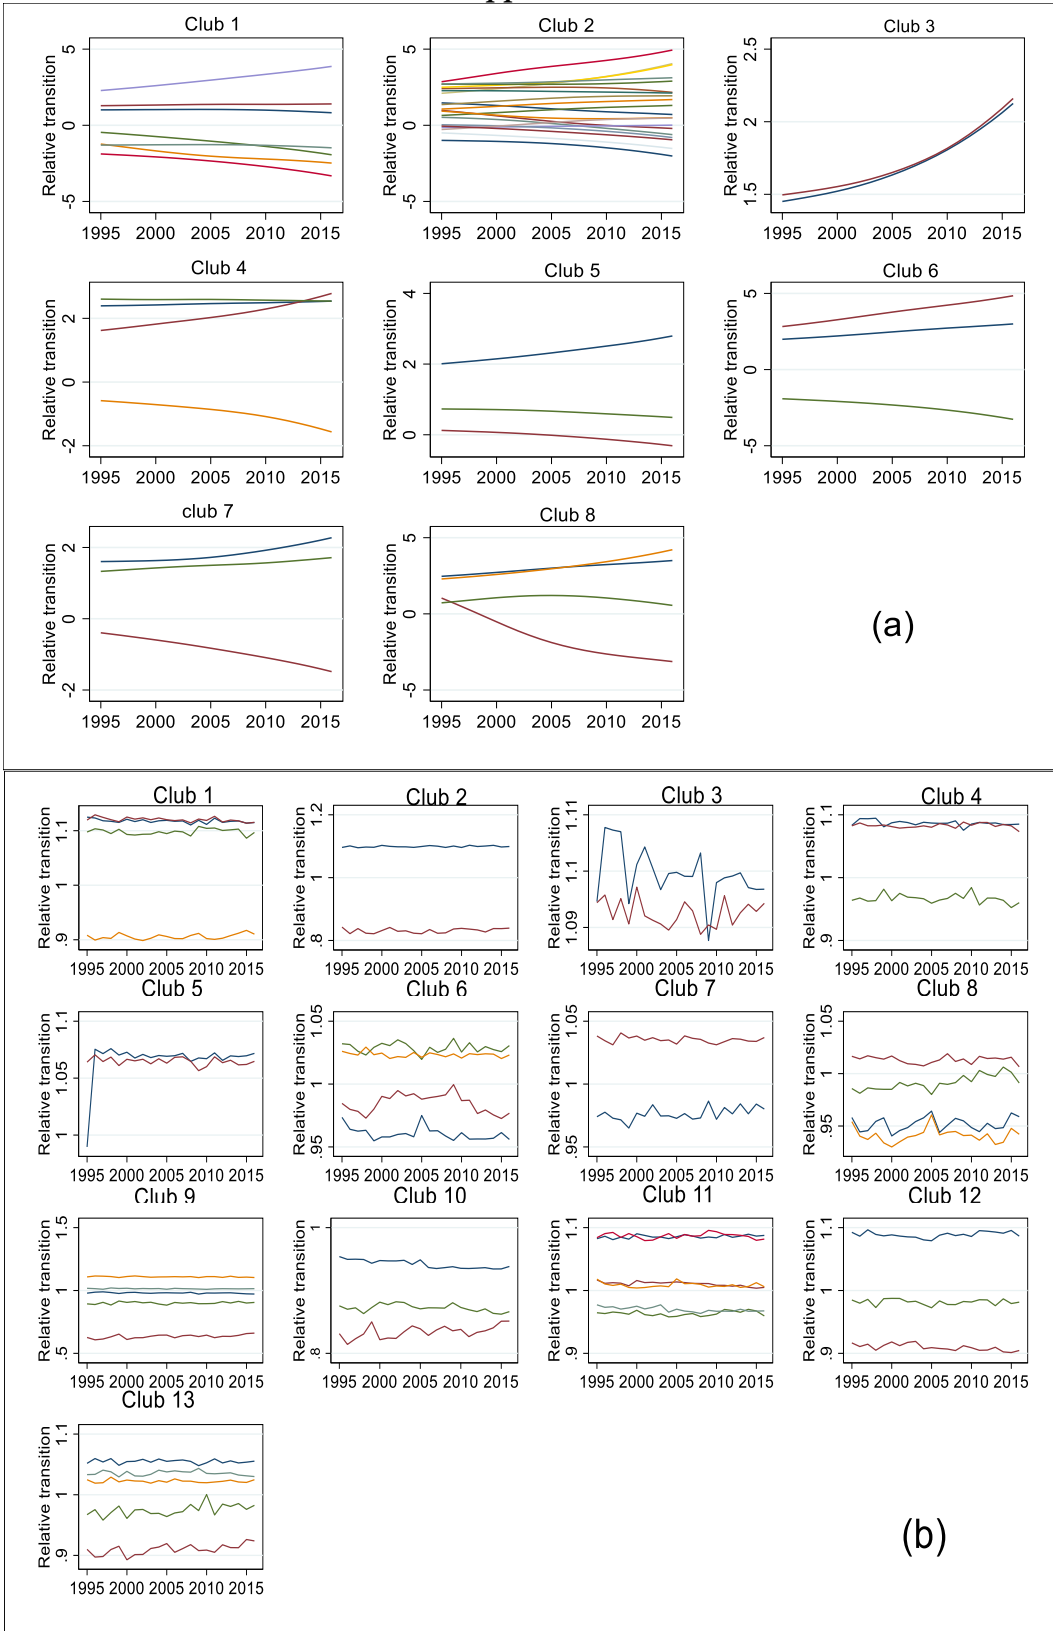 Club 1 Club 2 Club 3
Relative transition Relative transition Relative transition
5 0 -5
5 0 -5
2.5 2 1.5
1995 2000 2005 2010 2015 1995 2000 2005 2010 2015 1995 2000 2005 2010 2015
Club 4 Club 5 Club 6
Relative transition Relative transition Relative transition
2 0 -2
4 2 0
5 0 -5
1995 2000 2005 2010 2015 1995 2000 2005 2010 2015 1995 2000 2005 2010 2015
club 7 Club 8
Relative transition Relative transition
2 0 -2
5 0 -5
1995 2000 2005 2010 2015 1995 2000 2005 2010 2015
(a)
Club 1 Club 2 Club 3 Club 4
Relative transition Relative transition Relative transition Relative transition
1.1 1 .9
1.2 1 .8
1.11 1.1 1.09
1.1 1 .9
1995 2000 2005 2010 2015 1995 2000 2005 2010 2015 1995 2000 2005 2010 2015 1995 2000 2005 2010 2015
Club 5 Club 6 Club 7 Club 8
Relative transition Relative transition Relative transition Relative transition
1.1 1.05 1
1.05 1 .95
1.05 1 .95
1.05 1 .95
1995 2000 2005 2010 2015 1995 2000 2005 2010 2015 1995 2000 2005 2010 2015 1995 2000 2005 2010 2015
Club 9 Club 10 Club 11 Club 12
Relative transition Relative transition Relative transition Relative transition
1.5 1 .5
1 .8
1.1 1 .9
1.1 1 .9
1995 2000 2005 2010 2015 1995 2000 2005 2010 2015 1995 2000 2005 2010 2015 1995 2000 2005 2010 2015
Club 13
Relative transition
1.1 1 .9
1995 2000 2005 2010 2015
(b)